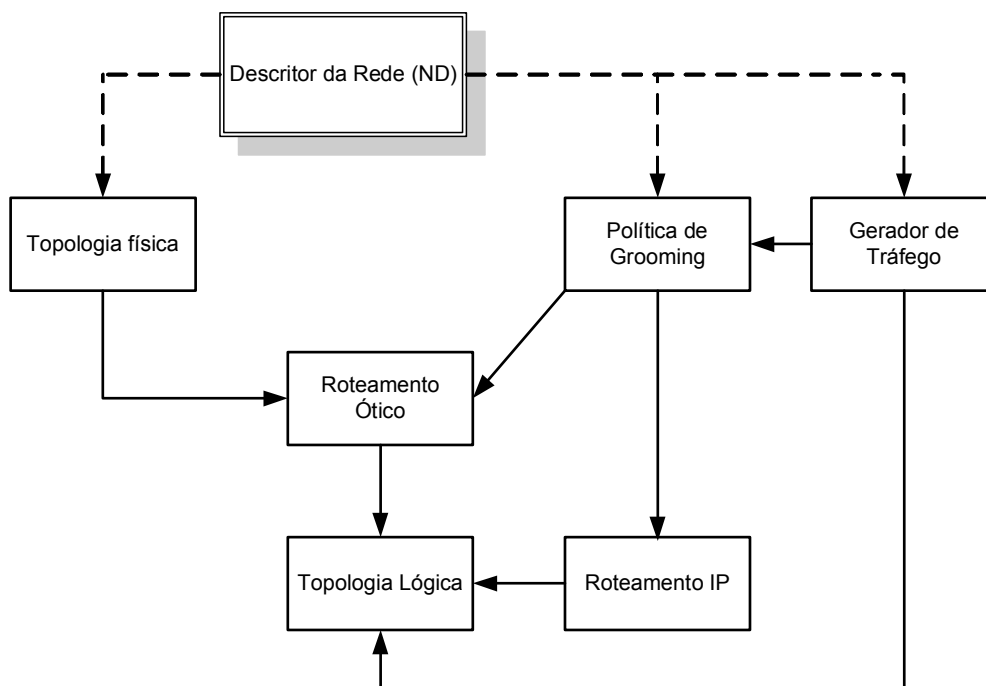 Descritor da Rede (ND)
Topologia física
Política de
Grooming
Gerador de
Tráfego
Roteamento
Ótico
Topologia Lógica
Roteamento IP